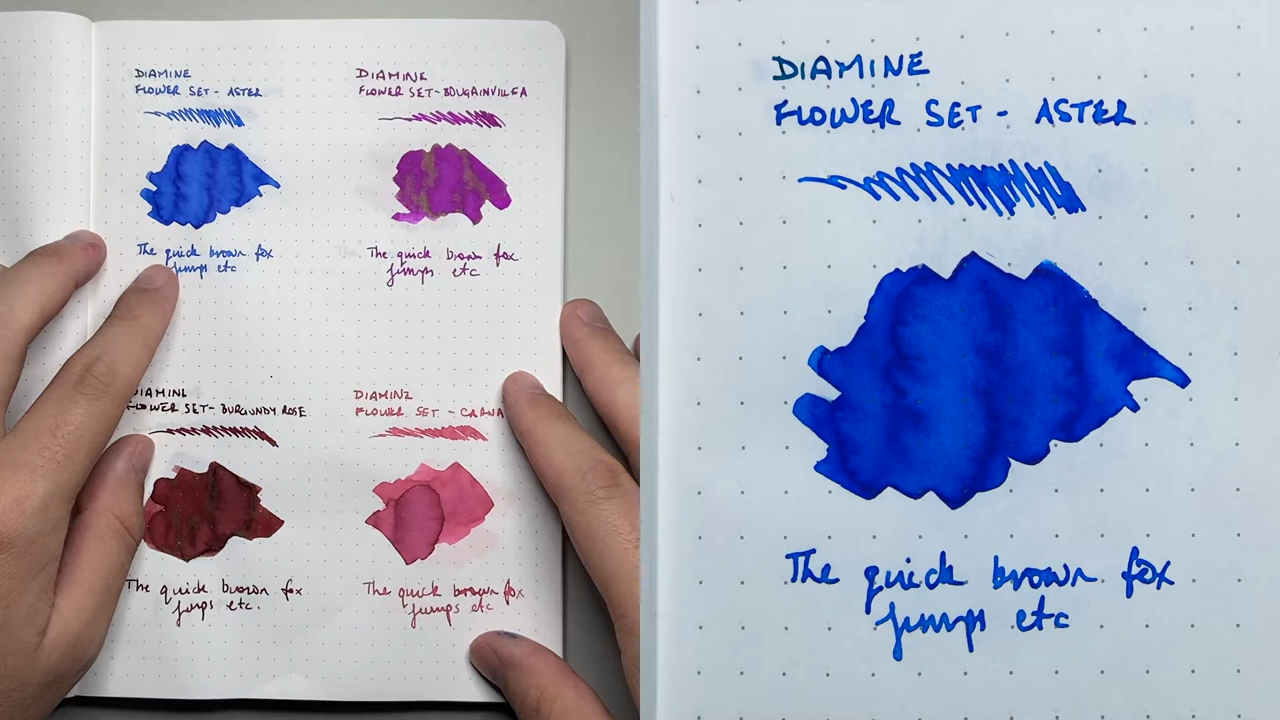 DIAMINE
FLOWER SET - ASTER
The quick brown fox
jumps etc
DIAMINE
FLOWER SET - BOUGAINVILLEA
The quick brown fox
jumps etc
DIAMINE
FLOWER SET - BURGUNDY ROSE
The quick brown fox
jumps etc.
DIAMINE
FLOWER SET - CARNA
The quick brown fox
jumps etc
DIAMINE
FLOWER SET - ASTER
The quick brown fox
jumps etc